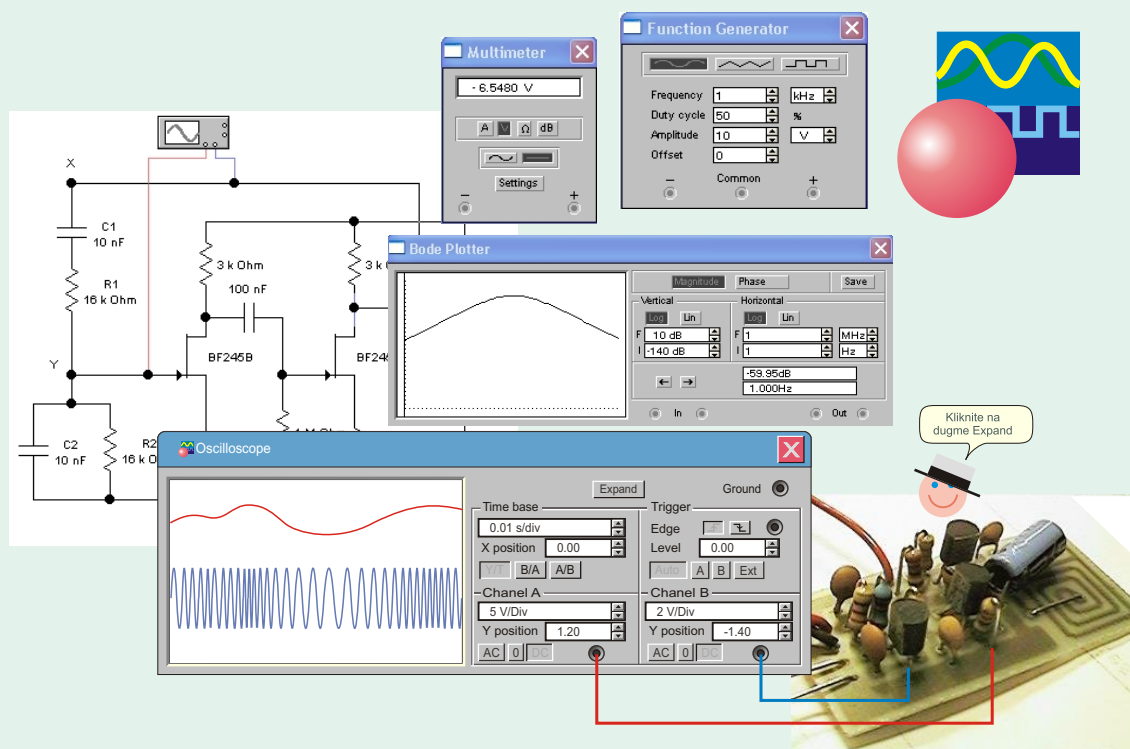 Multimeter
- 6.5480 V
A V Ω dB
Settings
− +
Function Generator
Frequency 1 kHz
Duty cycle 50 %
Amplitude 10 V
Offset 0
− Common +
X
C1
10 nF
R1
16 k Ohm
Y
C2
10 nF
R2
16 k O
3 k Ohm
100 nF
3 k
BF245B
BF24
Bode Plotter
Magnitude Phase Save
Vertical Horizontal
Log Lin Log Lin
F 10 dB F 1 MHz
I -140 dB I 1 Hz
← →
-59.95dB
1.000Hz
In Out
Kliknite na
dugme Expand
Oscilloscope
Expand Ground
Time base Trigger
0.01 s/div Edge
X position 0.00 Level 0.00
Y/T B/A A/B Auto A B Ext
Chanel A Chanel B
5 V/Div 2 V/Div
Y position 1.20 Y position -1.40
AC 0 DC AC 0 DC